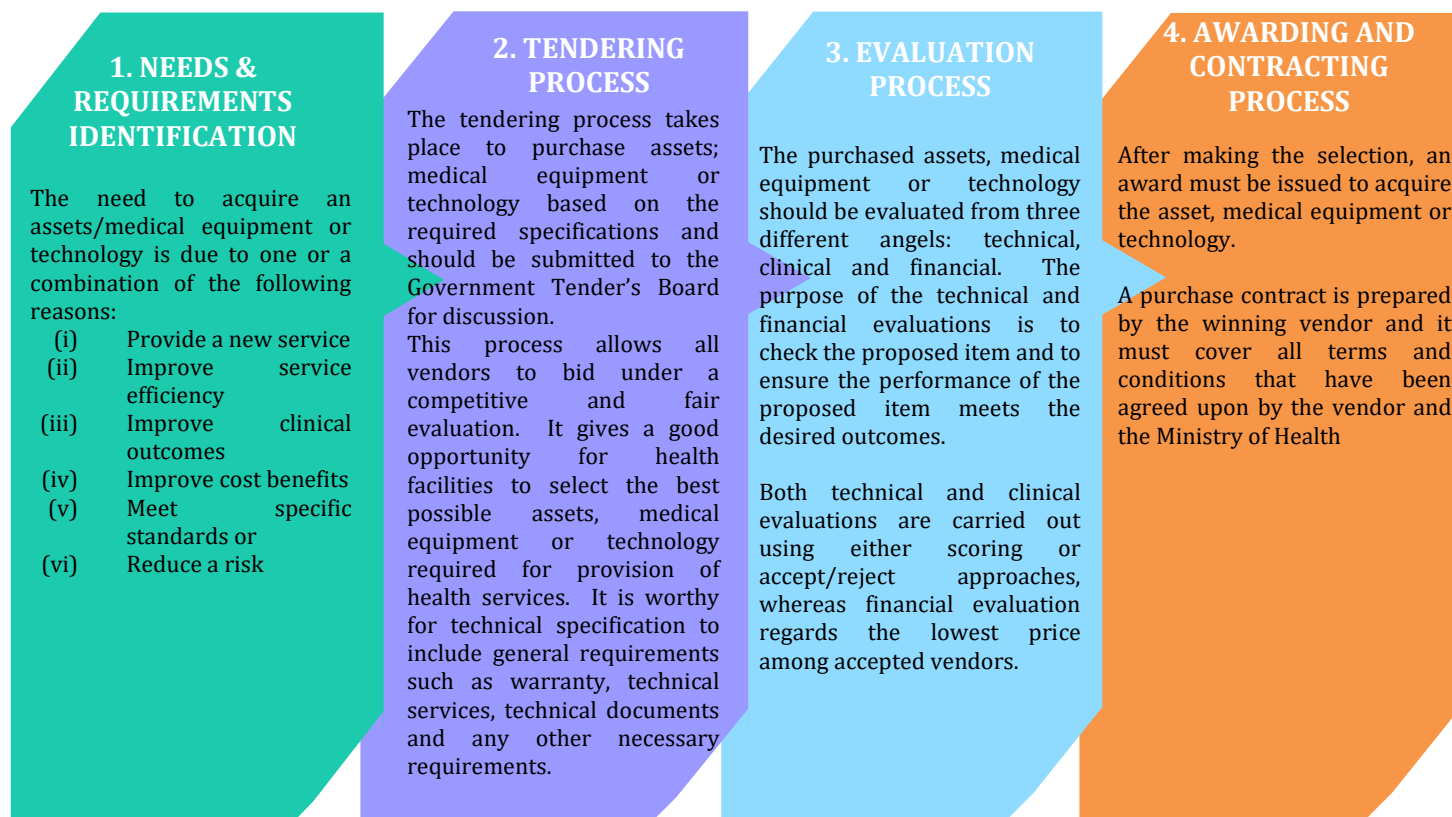 1. NEEDS &
REQUIREMENTS
IDENTIFICATION
The need to acquire an
assets/medical equipment or
technology is due to one or a
combination of the following
reasons:
(i) Provide a new service
(ii) Improve service
efficiency
(iii) Improve clinical
outcomes
(iv) Improve cost benefits
(v) Meet specific
standards or
(vi) Reduce a risk
2. TENDERING
PROCESS
The tendering process takes
place to purchase assets;
medical equipment or
technology based on the
required specifications and
should be submitted to the
Government Tender’s Board
for discussion.
This process allows all
vendors to bid under a
competitive and fair
evaluation. It gives a good
opportunity for health
facilities to select the best
possible assets, medical
equipment or technology
required for provision of
health services. It is worthy
for technical specification to
include general requirements
such as warranty, technical
services, technical documents
and any other necessary
requirements.
3. EVALUATION
PROCESS
The purchased assets, medical
equipment or technology
should be evaluated from three
different angels: technical,
clinical and financial. The
purpose of the technical and
financial evaluations is to
check the proposed item and to
ensure the performance of the
proposed item meets the
desired outcomes.
Both technical and clinical
evaluations are carried out
using either scoring or
accept/reject approaches,
whereas financial evaluation
regards the lowest price
among accepted vendors.
4. AWARDING AND
CONTRACTING
PROCESS
After making the selection, an
award must be issued to acquire
the asset, medical equipment or
technology.
A purchase contract is prepared
by the winning vendor and it
must cover all terms and
conditions that have been
agreed upon by the vendor and
the Ministry of Health